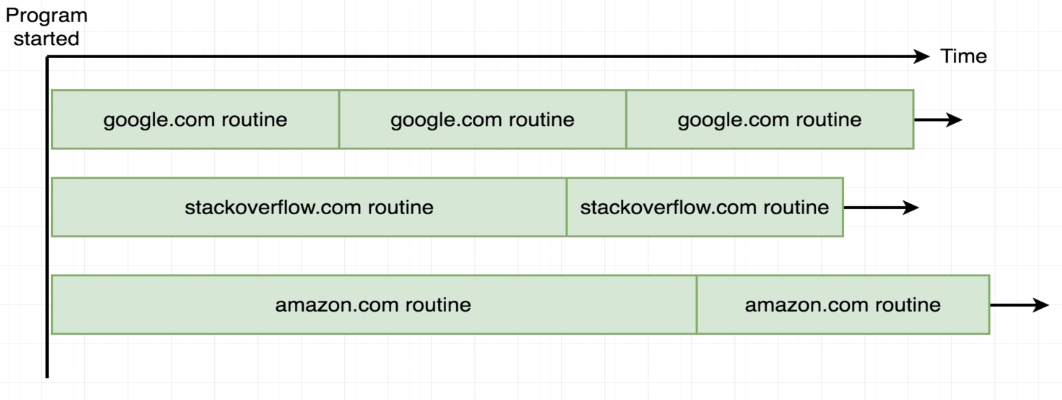 Program
started
Time
google.com routine
google.com routine
google.com routine
stackoverflow.com routine
stackoverflow.com routine
amazon.com routine
amazon.com routine